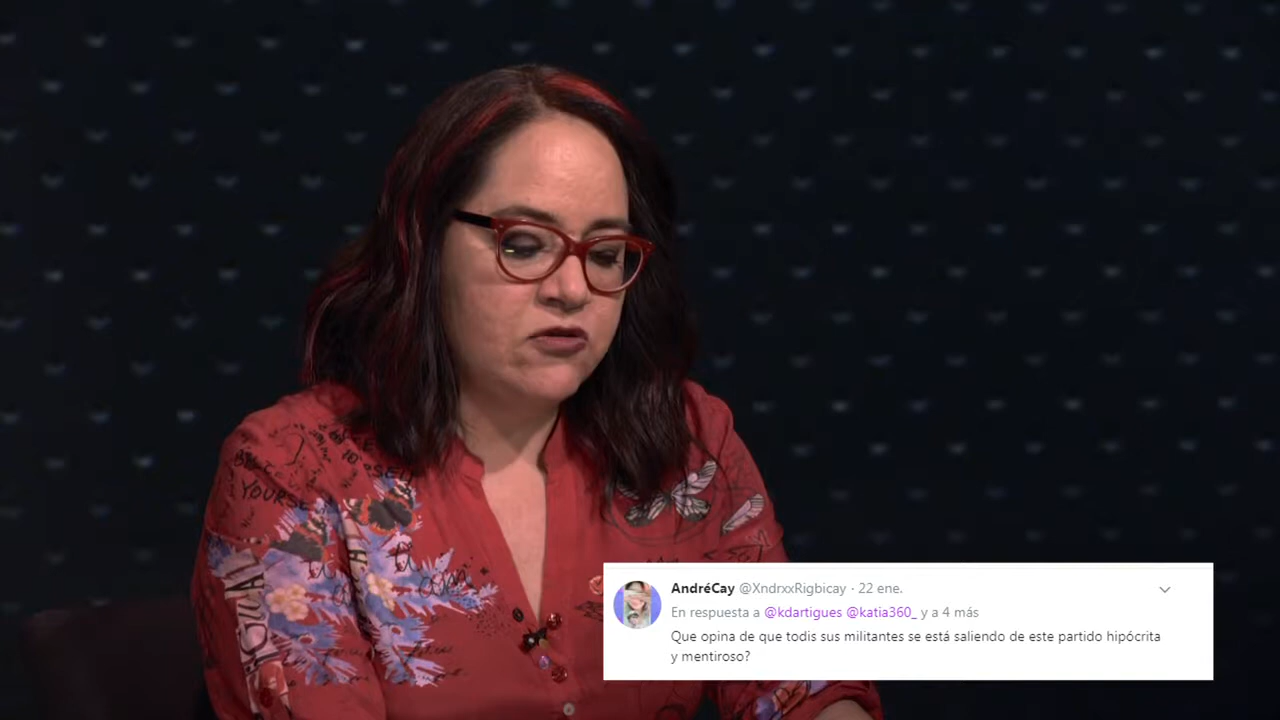 YOURSE
AndréCay @XndrxxRigbicay · 22 ene.
En respuesta a @kdartigues @katia360_ y a 4 más
Que opina de que todis sus militantes se está saliendo de este partido hipócrita
y mentiroso?